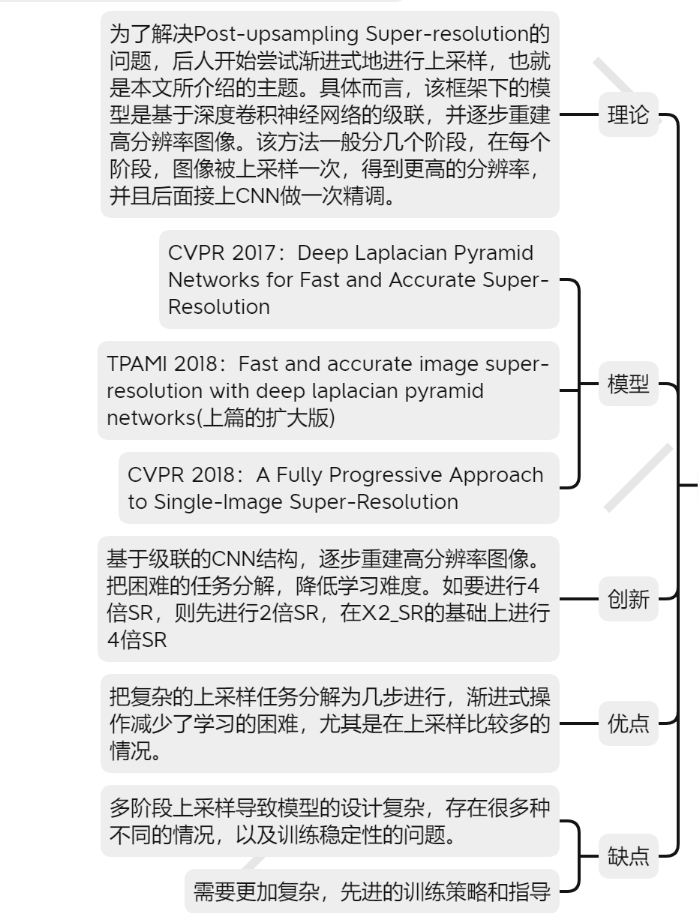 为了解决Post-upsampling Super-resolution的
问题，后人开始尝试渐进式地进行上采样，也就
是本文所介绍的主题。具体而言，该框架下的模
型是基于深度卷积神经网络的级联，并逐步重建
高分辨率图像。该方法一般分几个阶段，在每个
阶段，图像被上采样一次，得到更高的分辨率，
并且后面接上CNN做一次精调。
理论
CVPR 2017：Deep Laplacian Pyramid
Networks for Fast and Accurate Super-
Resolution
TPAMI 2018：Fast and accurate image super-
resolution with deep laplacian pyramid
networks(上篇的扩大版)
CVPR 2018：A Fully Progressive Approach
to Single-Image Super-Resolution
模型
基于级联的CNN结构，逐步重建高分辨率图像。
把困难的任务分解，降低学习难度。如要进行4
倍SR，则先进行2倍SR，在X2_SR的基础上进行
4倍SR
创新
把复杂的上采样任务分解为几步进行，渐进式操
作减少了学习的困难，尤其是在上采样比较多的
情况。
优点
多阶段上采样导致模型的设计复杂，存在很多种
不同的情况，以及训练稳定性的问题。
需要更加复杂，先进的训练策略和指导
缺点